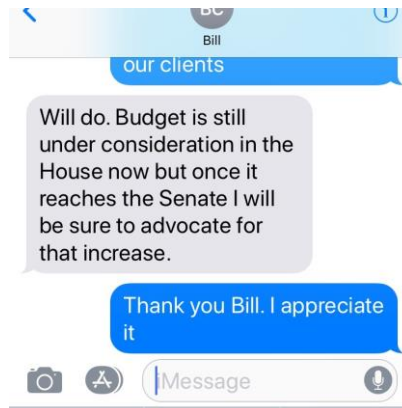 BC
Bill
our clients
Will do. Budget is still
under consideration in the
House now but once it
reaches the Senate I will
be sure to advocate for
that increase.
Thank you Bill. I appreciate
it
iMessage